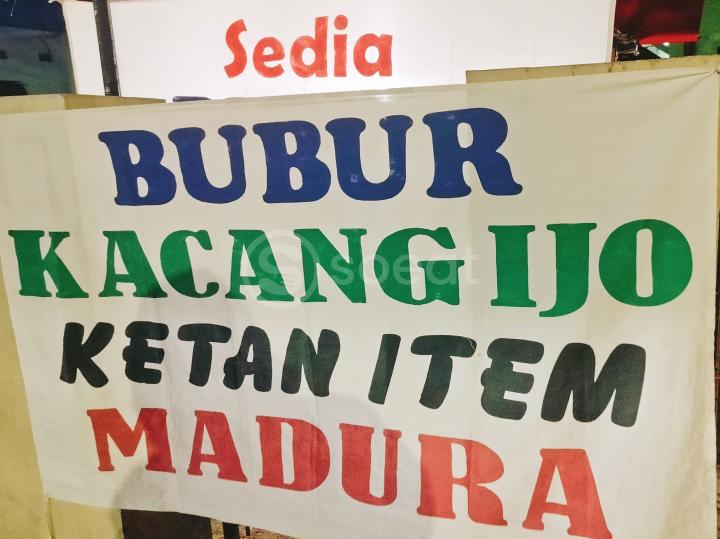 Sedia
BUBUR
KACANG IJO
KETAN ITEM
MADURA